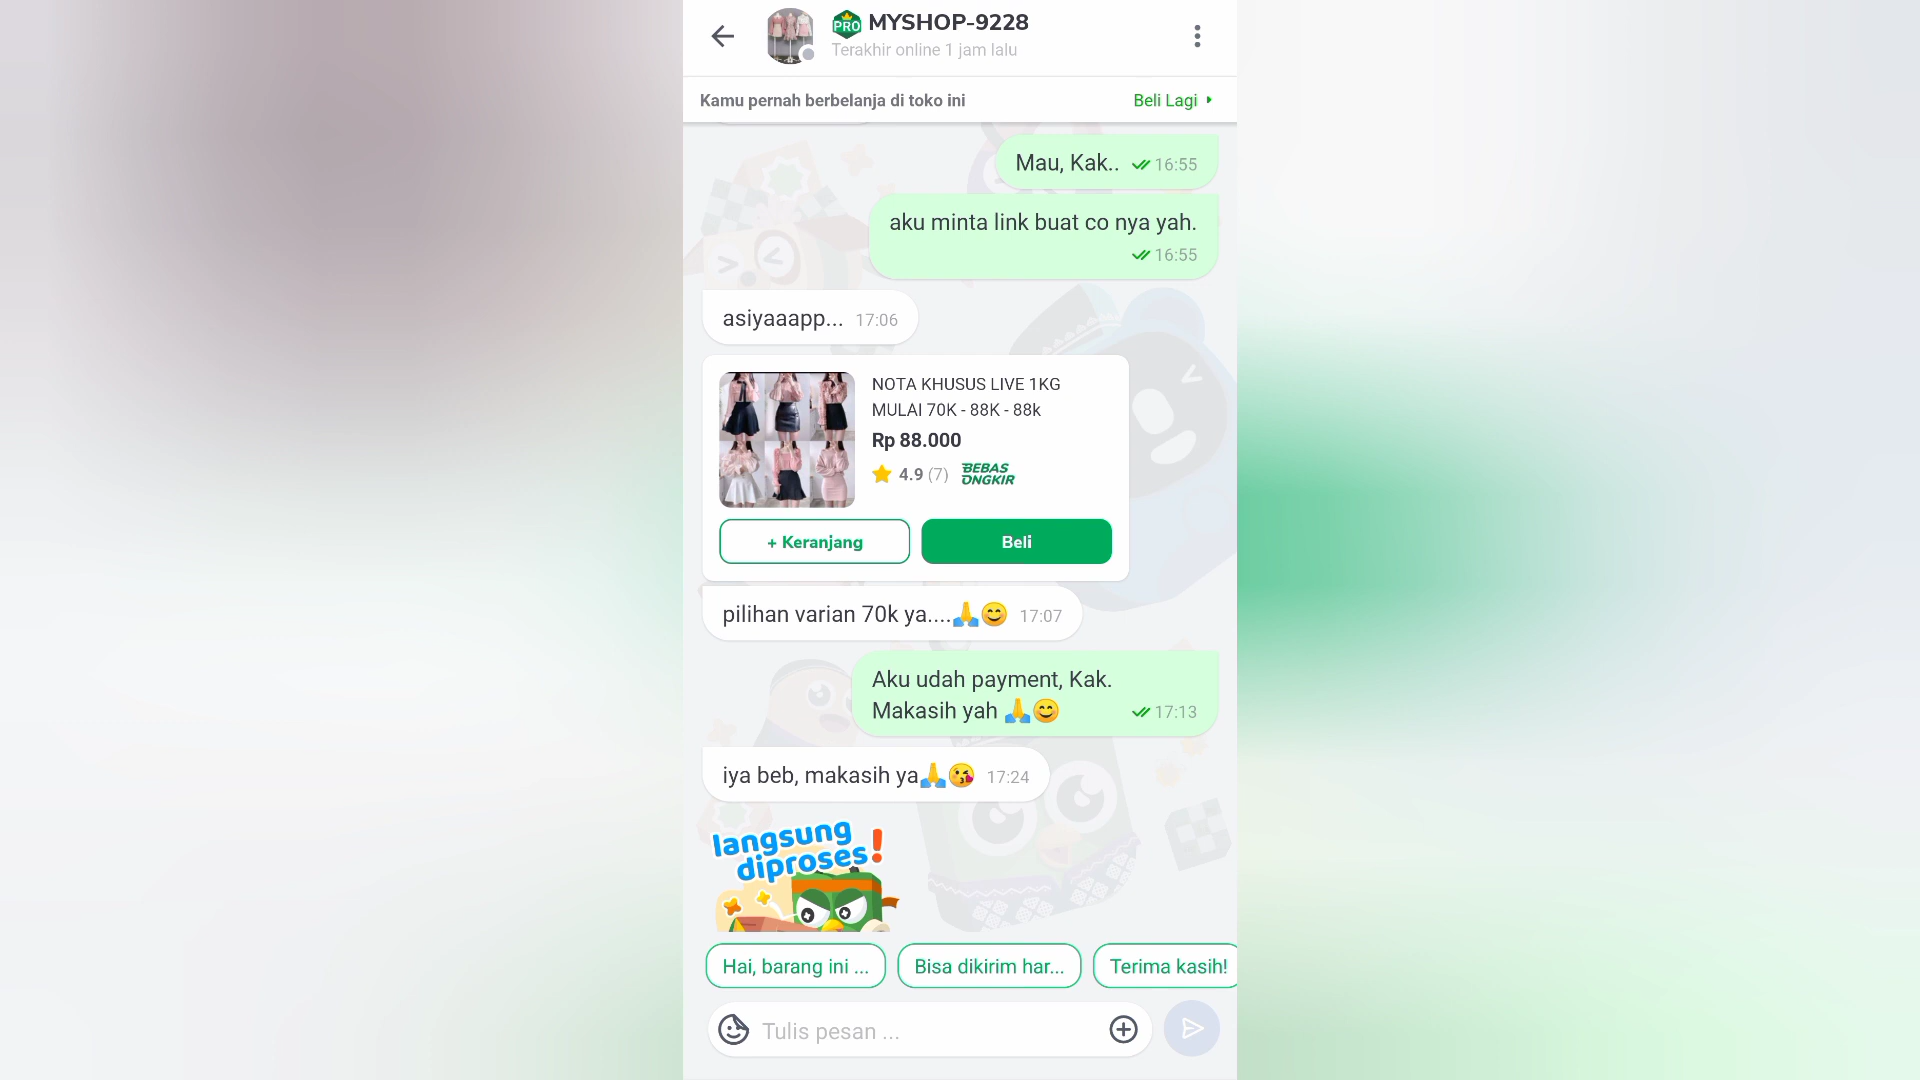 PRO MYSHOP-9228
Terakhir online 1 jam lalu
Kamu pernah berbelanja di toko ini
Beli Lagi
Mau, Kak.. 16:55
aku minta link buat co nya yah.
16:55
asiyaaapp... 17:06
NOTA KHUSUS LIVE 1KG
MULAI 70K - 88K - 88k
Rp 88.000
4.9 (7) BEBAS
ONGKIR
+ Keranjang
Beli
pilihan varian 70k ya....🙏😊 17:07
Aku udah payment, Kak.
Makasih yah 🙏😊 17:13
iya beb, makasih ya🙏😘 17:24
langsung
diproses!
Hai, barang ini ...
Bisa dikirim har...
Terima kasih!
Tulis pesan ...